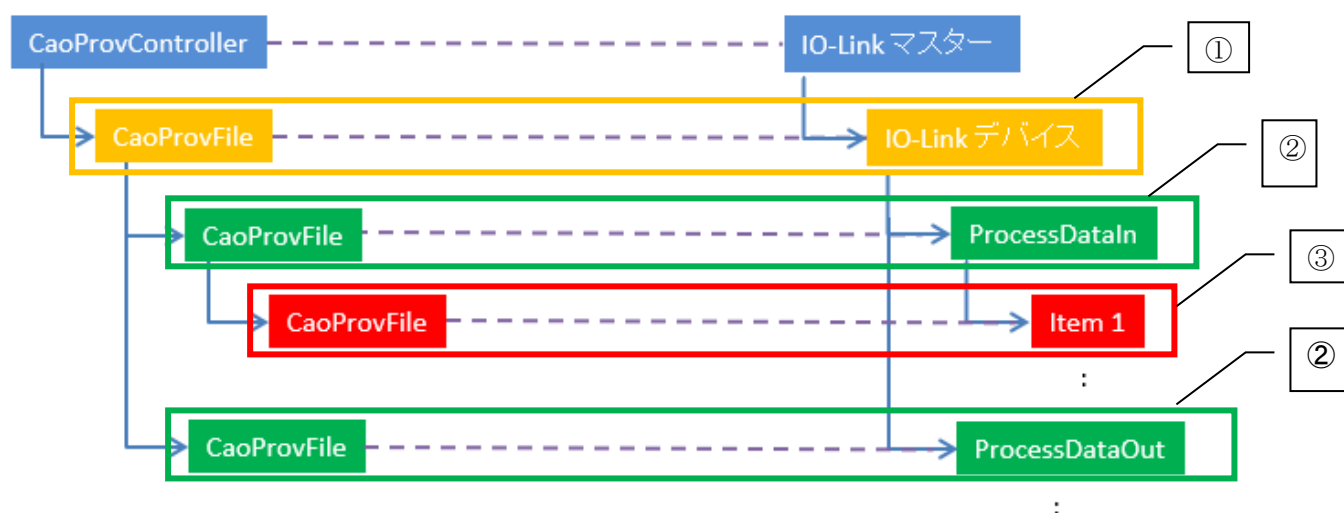 CaoProvController
IO-Link マスター
①
CaoProvFile
IO-Link デバイス
②
CaoProvFile
ProcessDataIn
③
CaoProvFile
Item 1
:
②
CaoProvFile
ProcessDataOut
: